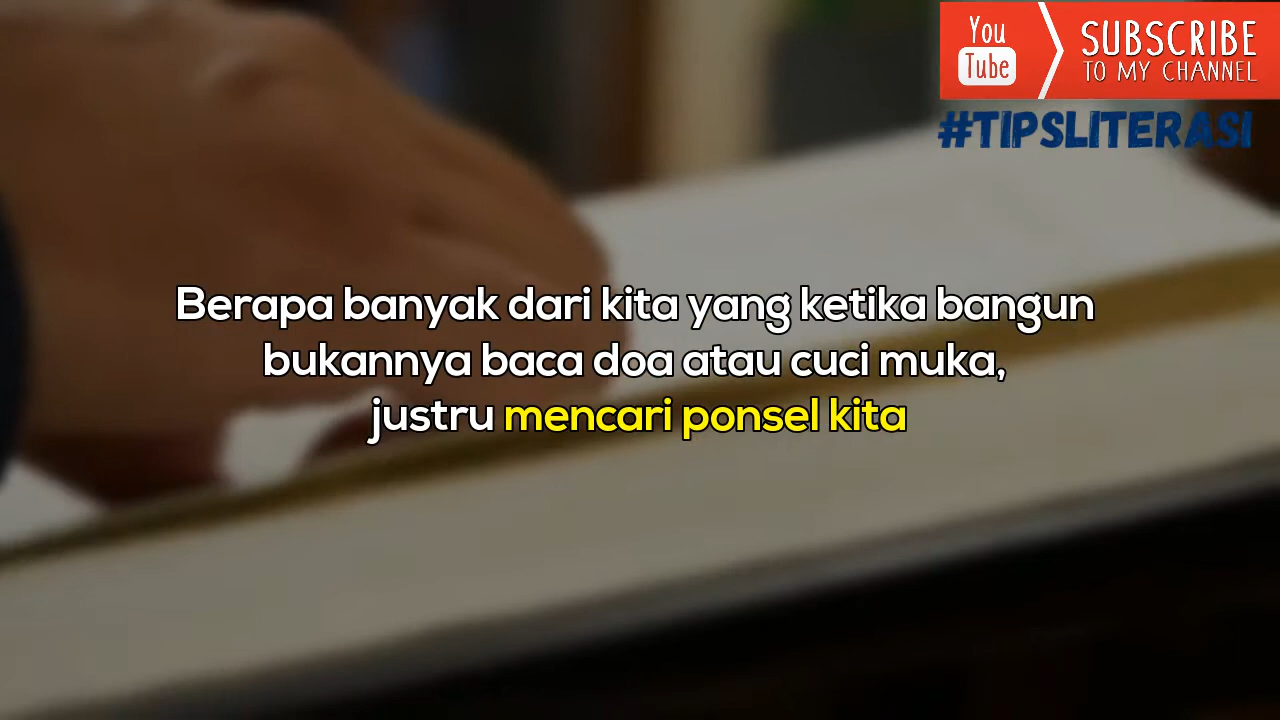 You
Tube
SUBSCRIBE
TO MY CHANNEL
#TIPSLITERASI
Berapa banyak dari kita yang ketika bangun
bukannya baca doa atau cuci muka,
justru mencari ponsel kita